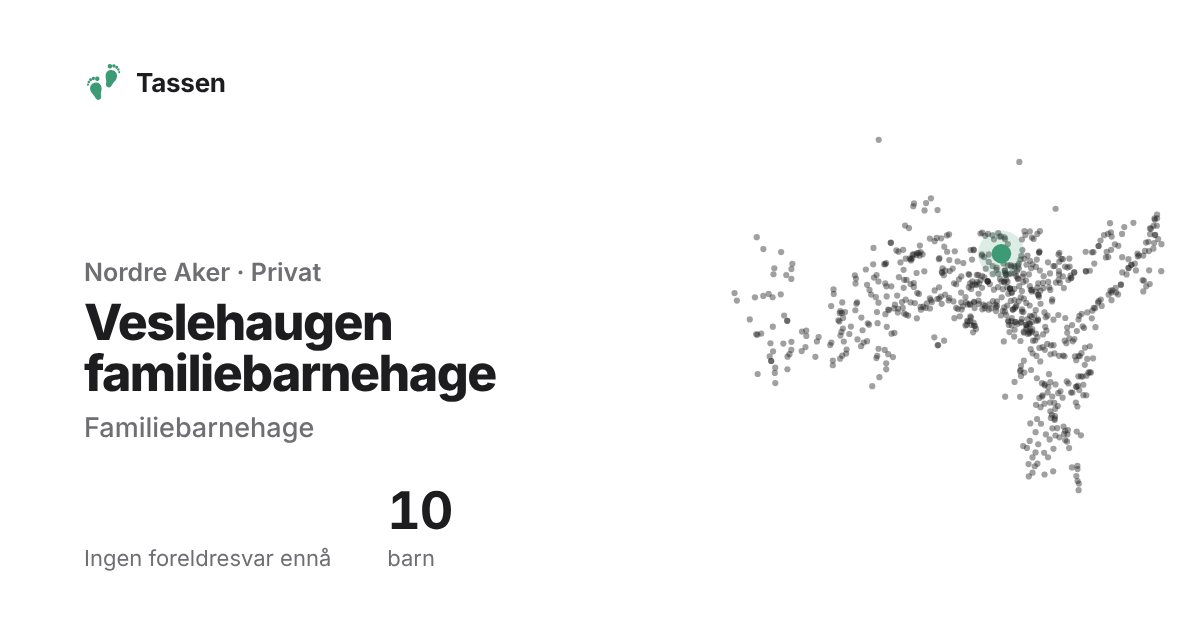 Tassen
Nordre Aker · Privat
Veslehaugen
familiebarnehage
Familiebarnehage
Ingen foreldresvar ennå
10
barn